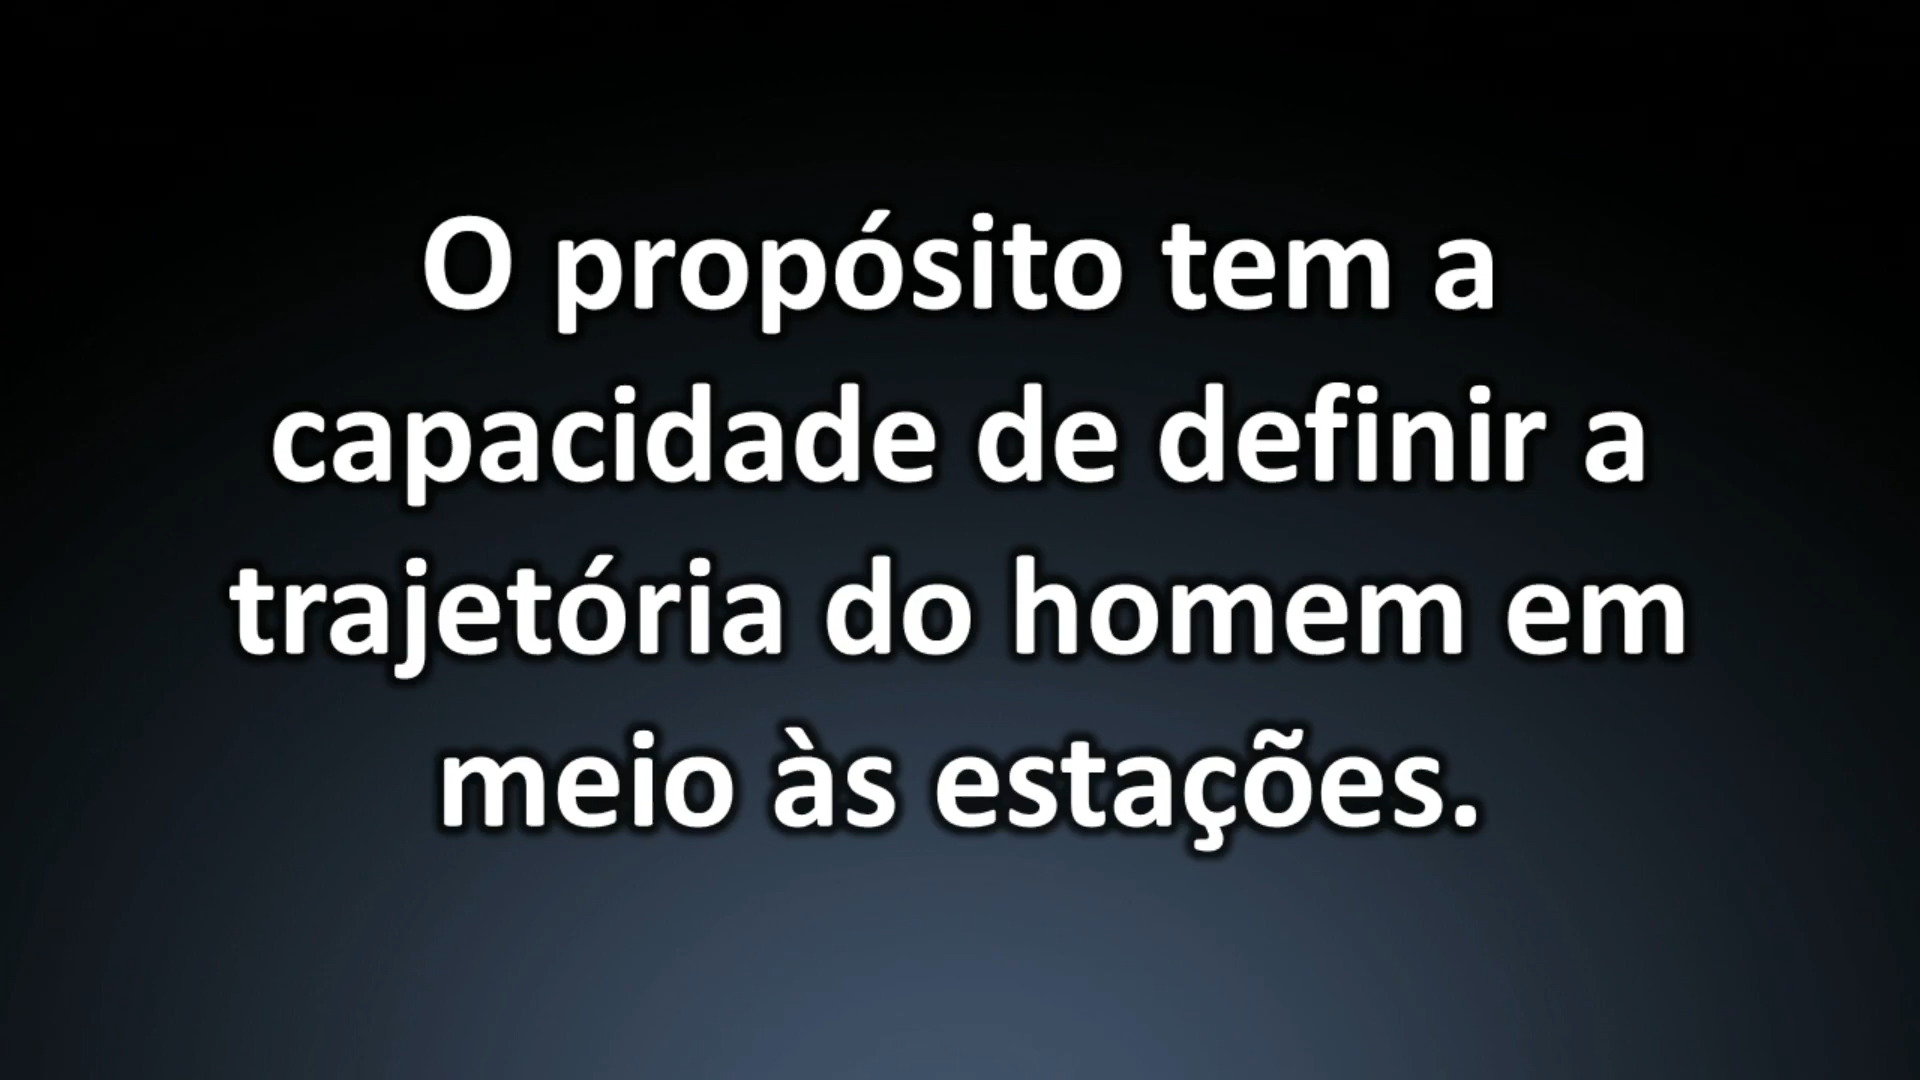 O propósito tem a
capacidade de definir a
trajetória do homem em
meio às estações.